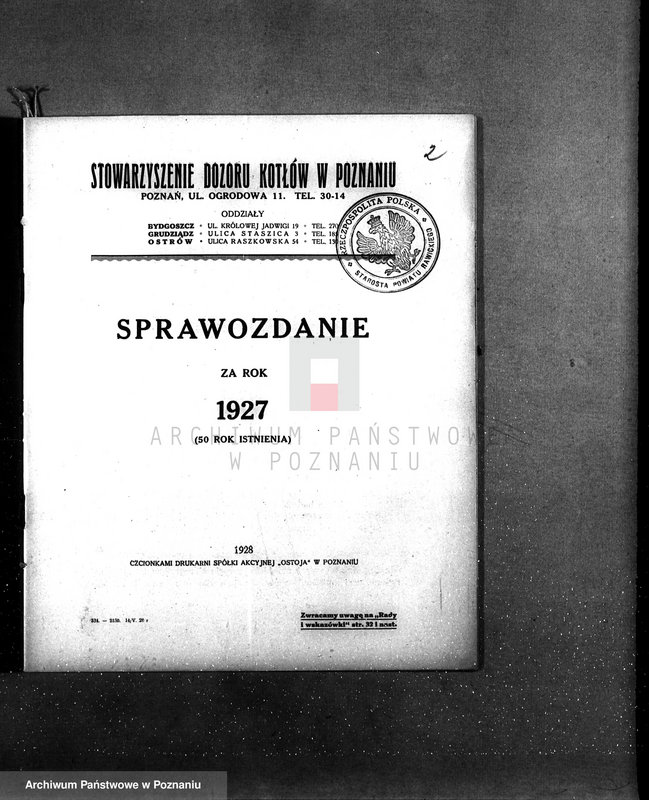 2
STOWARZYSZENIE DOZORU KOTŁÓW W POZNANIU
POZNAŃ, UL. OGRODOWA 11. TEL. 30-14
ODDZIAŁY
BYDGOSZCZ • UL. KRÓLOWEJ JADWIGI 19 • TEL.
GRUDZIĄDZ • ULICA STASZICA 3 • TEL.
OSTRÓW • ULICA RASZKOWSKA 54 • TEL.
RZECZPOSPOLITA POLSKA
STAROSTA POWIATU RAWICKIEGO
SPRAWOZDANIE
ZA ROK
1927
(50 ROK ISTNIENIA)
ARCHIWUM PAŃSTWOWE
W POZNANIU
1928
CZCIONKAMI DRUKARNI SPÓŁKI AKCYJNEJ „OSTOJA" W POZNANIU
Zwracamy uwagę na „Rady
i wskazówki" str. 32 i nast.
Archiwum Państwowe w Poznaniu